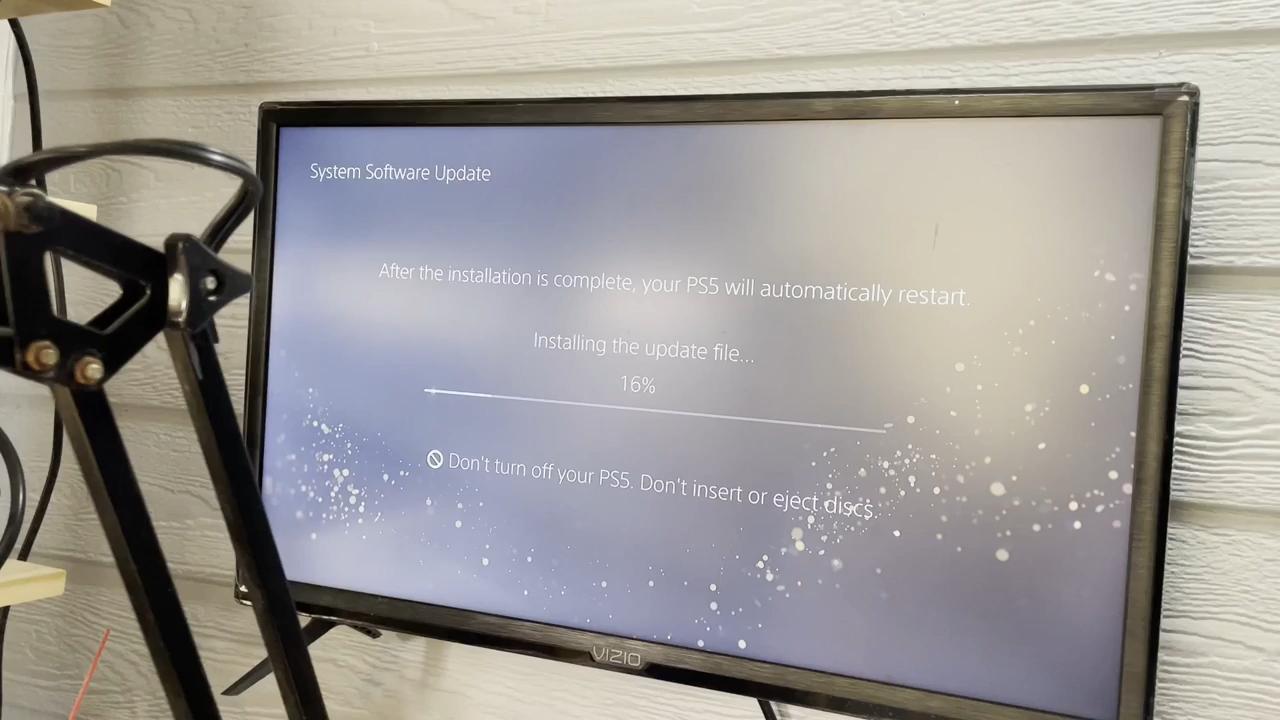 System Software Update
After the installation is complete, your PS5 will automatically restart.
Installing the update file...
16%
Don't turn off your PS5. Don't insert or eject discs.
VIZIO